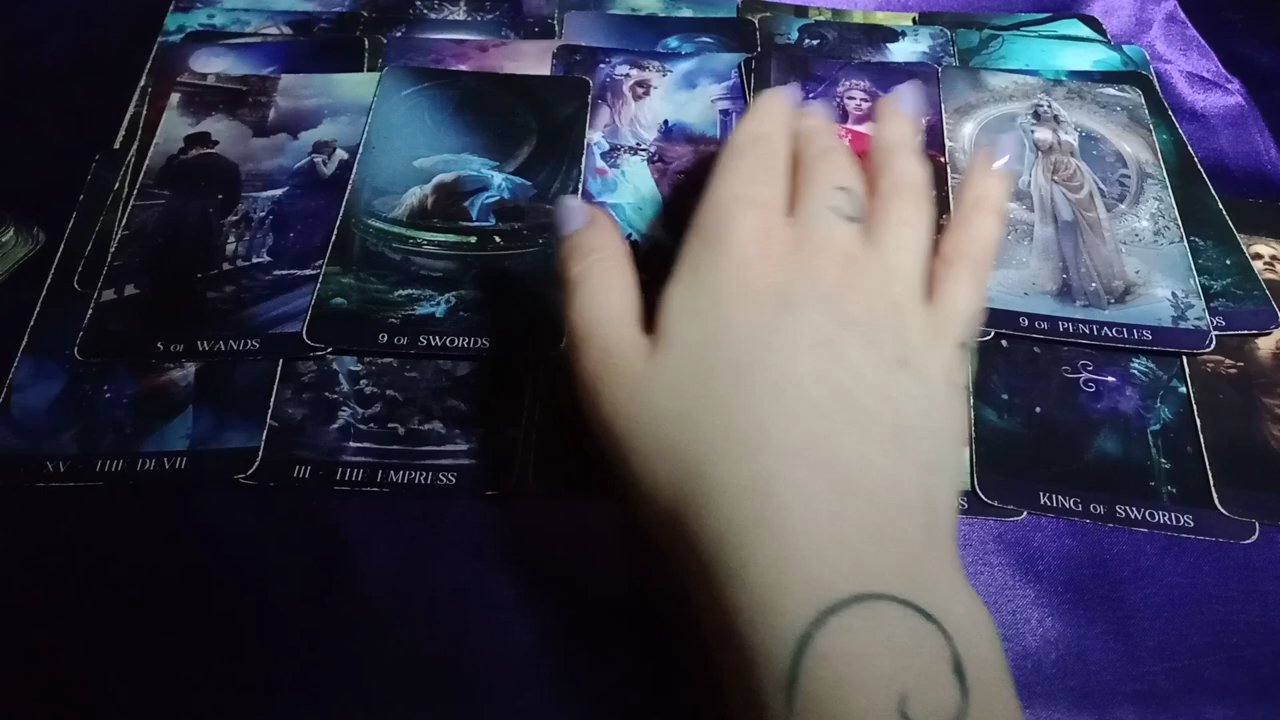 5 OF WANDS
9 OF SWORDS
9 OF PENTACLES
XV - THE DEVIL
III - THE EMPRESS
KING OF SWORDS